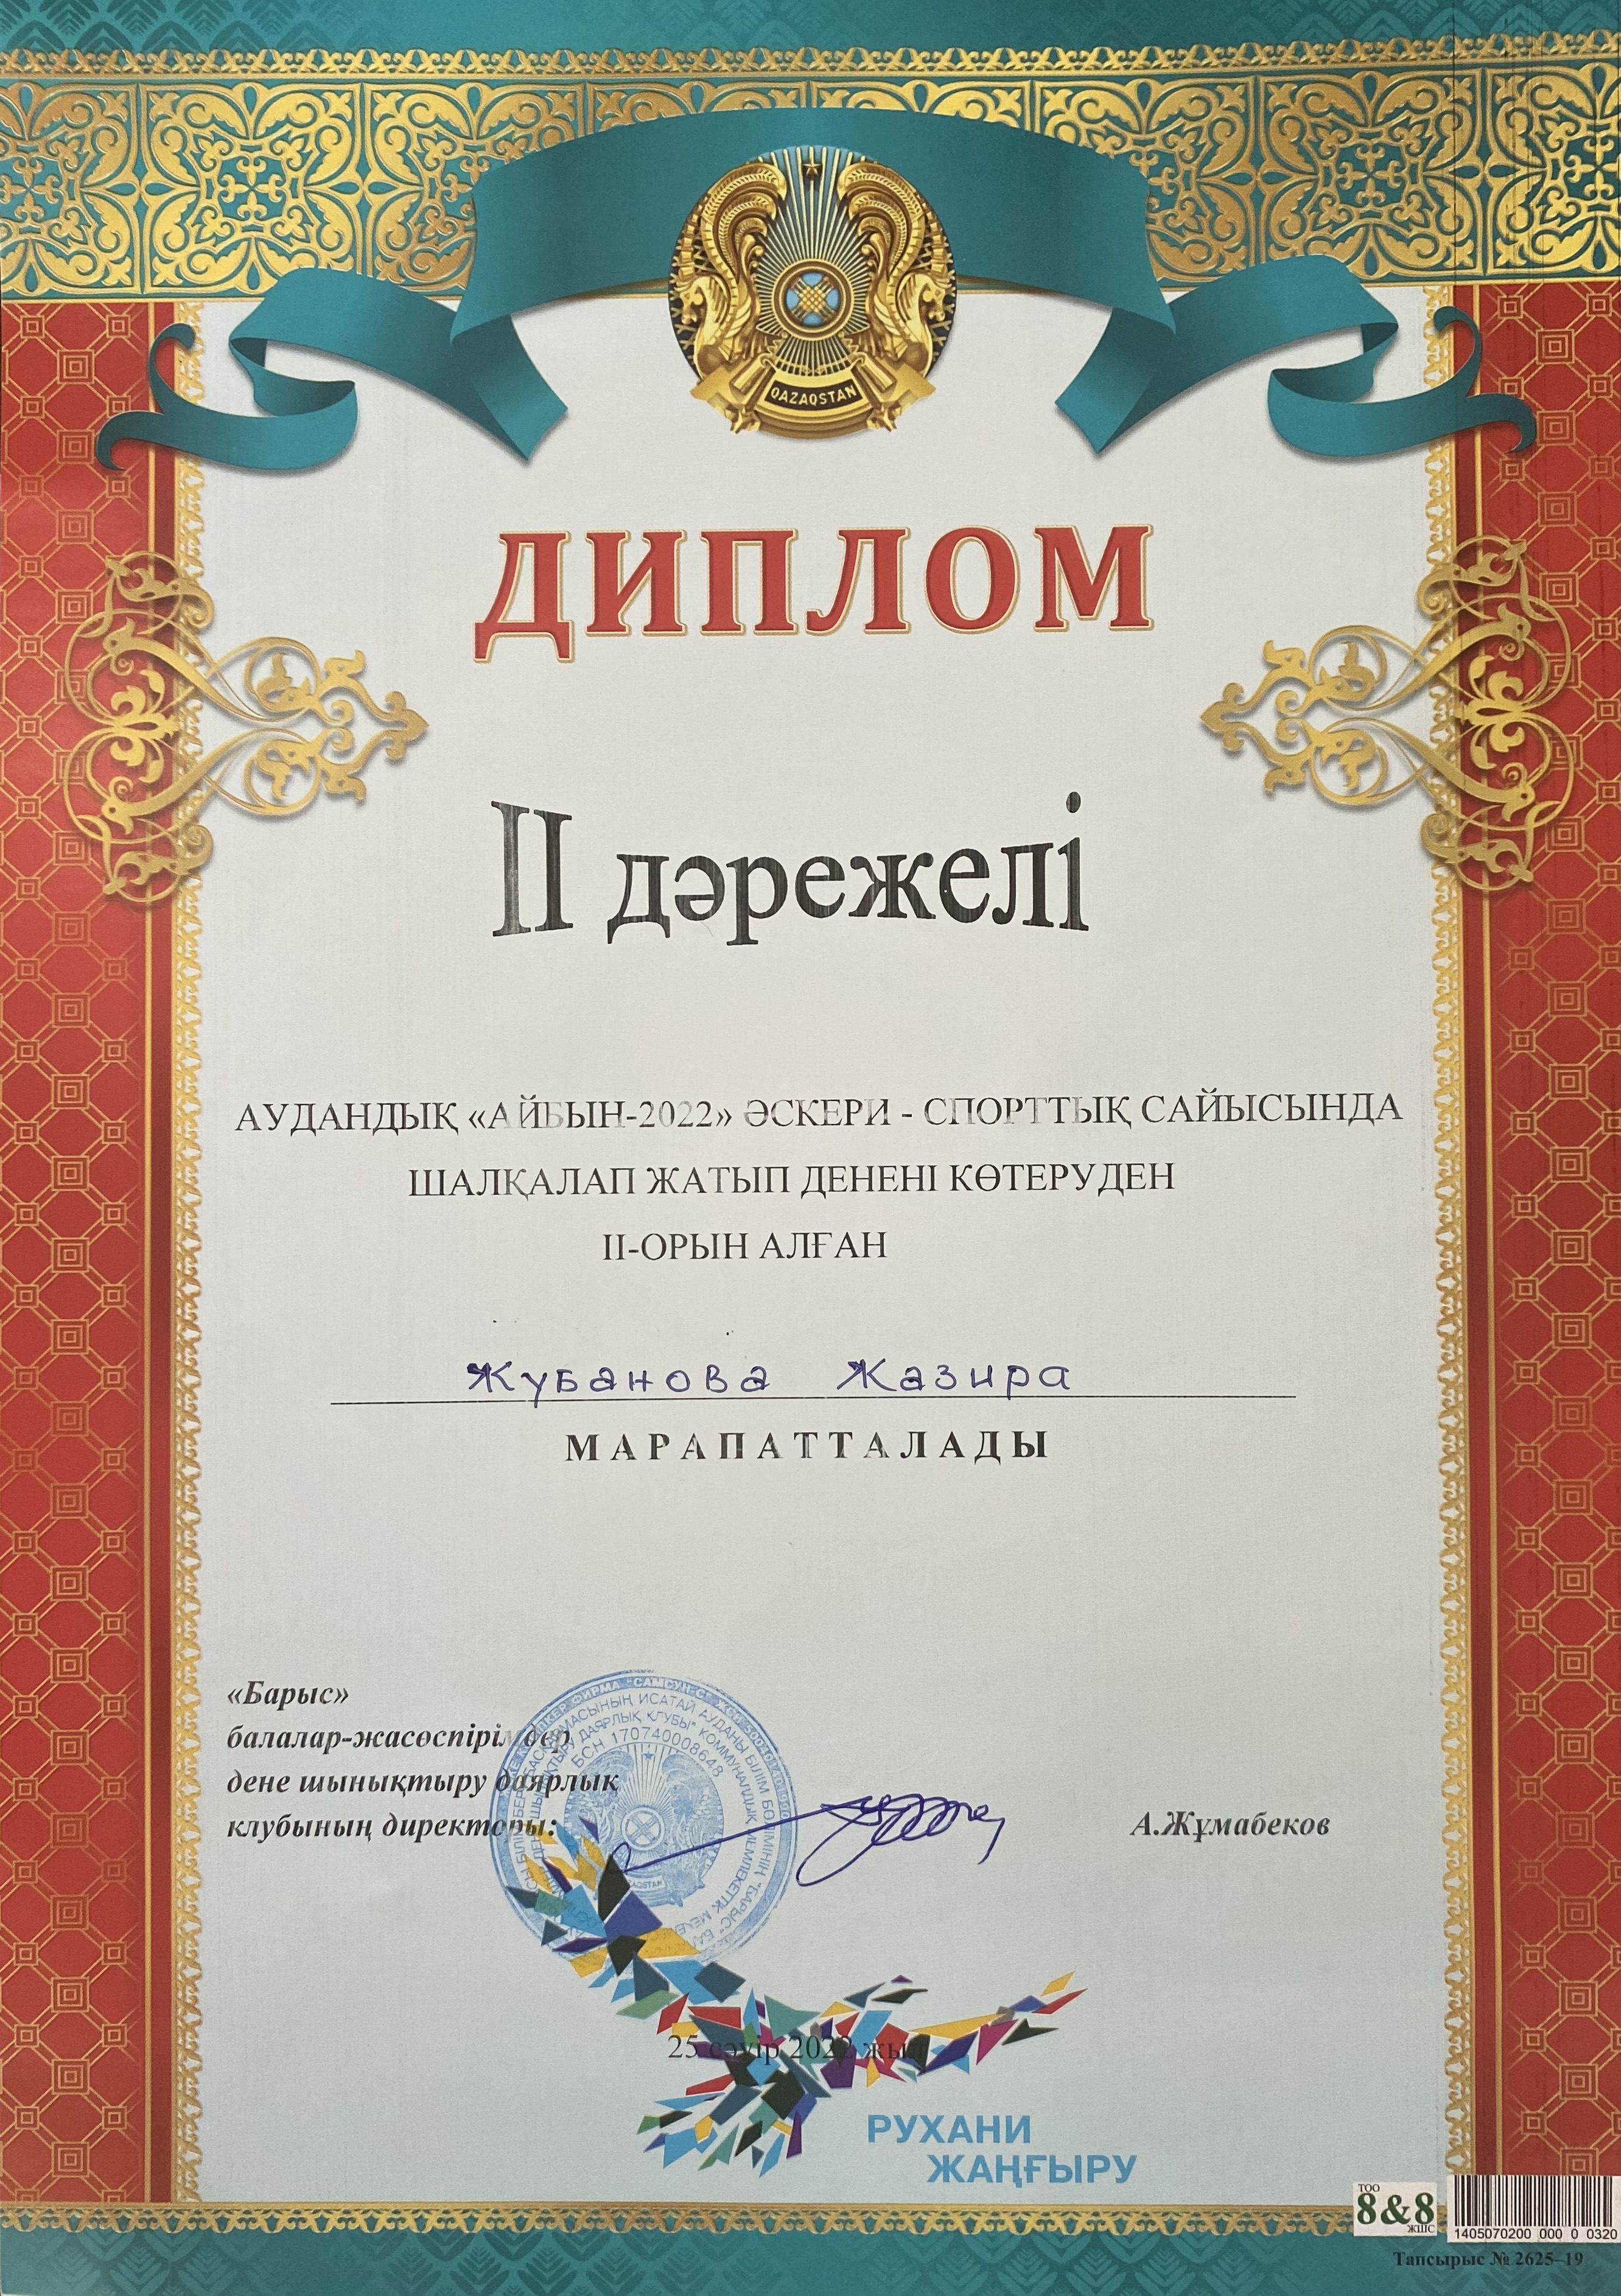 QAZAQSTAN
ДИПЛОМ
II дәрежелі
АУДАНДЫҚ «АЙБЫН-2022» ӘСКЕРИ - СПОРТТЫҚ САЙЫСЫНДА
ШАЛҚАЛАП ЖАТЫП ДЕНЕНІ КӨТЕРУДЕН
II-ОРЫН АЛҒАН
Жубанова Жазира
МАРАПАТТАЛАДЫ
«Барыс»
балалар-жасөспірімдер
дене шынықтыру даярлық
клубының директоры:
А.Жұмабеков
БСН 170740008648
25 сәуір 2022 жыл
РУХАНИ
ЖАҢҒЫРУ
ТОО
8&8
ЖШС
1405070200 000 0 0320
Тапсырыс № 2625–19